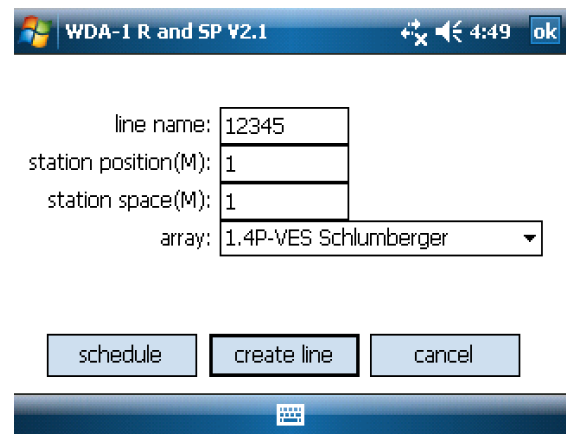 WDA-1 R and SP V2.1 4:49 ok
line name: 12345
station position(M): 1
station space(M): 1
array: 1.4P-VES Schlumberger
schedule create line cancel